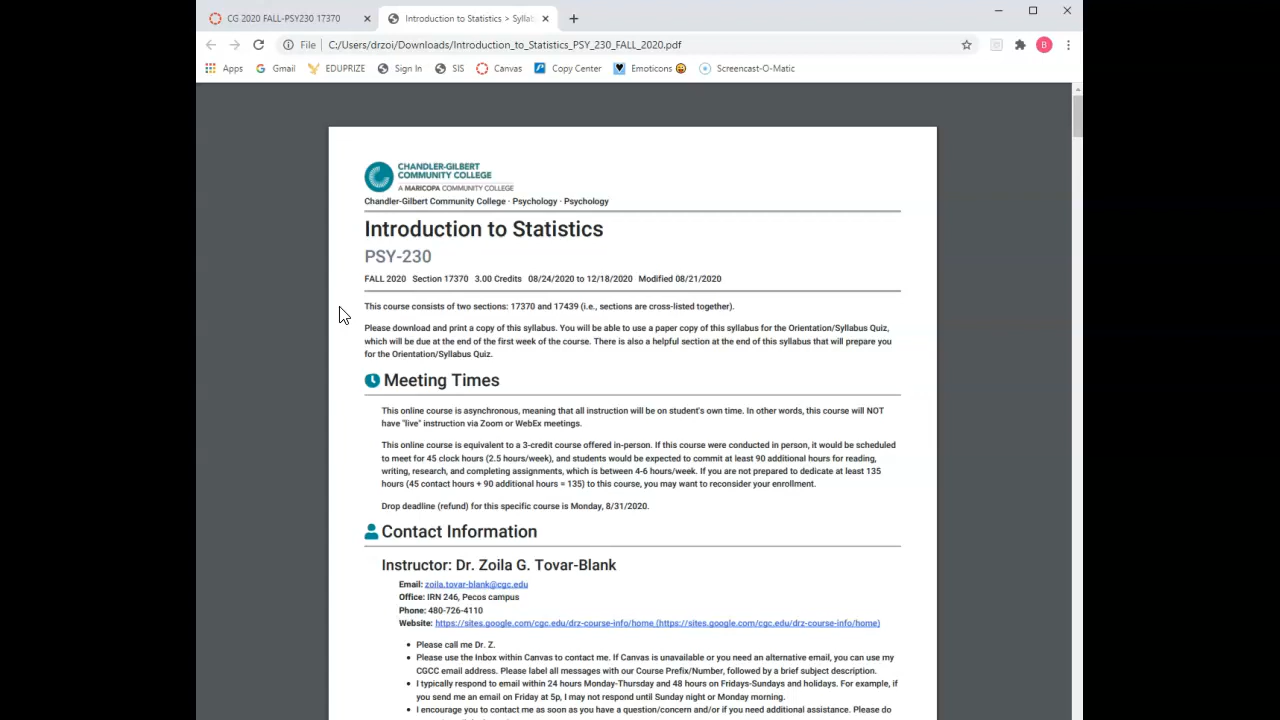 CG 2020 FALL-PSY230 17370
Introduction to Statistics > Sylla
File | C:/Users/drzoi/Downloads/Introduction_to_Statistics_PSY_230_FALL_2020.pdf
B
Apps Gmail EDUPRIZE Sign In SIS Canvas Copy Center Emoticons 😀 Screencast-O-Matic
CHANDLER-GILBERT
COMMUNITY COLLEGE
A MARICOPA COMMUNITY COLLEGE
Chandler-Gilbert Community College · Psychology · Psychology
Introduction to Statistics
PSY-230
FALL 2020 Section 17370 3.00 Credits 08/24/2020 to 12/18/2020 Modified 08/21/2020
This course consists of two sections: 17370 and 17439 (i.e., sections are cross-listed together).
Please download and print a copy of this syllabus. You will be able to use a paper copy of this syllabus for the Orientation/Syllabus Quiz,
which will be due at the end of the first week of the course. There is also a helpful section at the end of this syllabus that will prepare you
for the Orientation/Syllabus Quiz.
Meeting Times
This online course is asynchronous, meaning that all instruction will be on student's own time. In other words, this course will NOT
have "live" instruction via Zoom or WebEx meetings.
This online course is equivalent to a 3-credit course offered in-person. If this course were conducted in person, it would be scheduled
to meet for 45 clock hours (2.5 hours/week), and students would be expected to commit at least 90 additional hours for reading,
writing, research, and completing assignments, which is between 4-6 hours/week. If you are not prepared to dedicate at least 135
hours (45 contact hours + 90 additional hours = 135) to this course, you may want to reconsider your enrollment.
Drop deadline (refund) for this specific course is Monday, 8/31/2020.
Contact Information
Instructor: Dr. Zoila G. Tovar-Blank
Email: zoila.tovar-blank@cgc.edu
Office: IRN 246, Pecos campus
Phone: 480-726-4110
Website: https://sites.google.com/cgc.edu/drz-course-info/home (https://sites.google.com/cgc.edu/drz-course-info/home)
• Please call me Dr. Z.
• Please use the Inbox within Canvas to contact me. If Canvas is unavailable or you need an alternative email, you can use my
CGCC email address. Please label all messages with our Course Prefix/Number, followed by a brief subject description.
• I typically respond to email within 24 hours Monday-Thursday and 48 hours on Fridays-Sundays and holidays. For example, if
you send me an email on Friday at 5p, I may not respond until Sunday night or Monday morning.
• I encourage you to contact me as soon as you have a question/concern and/or if you need additional assistance. Please do